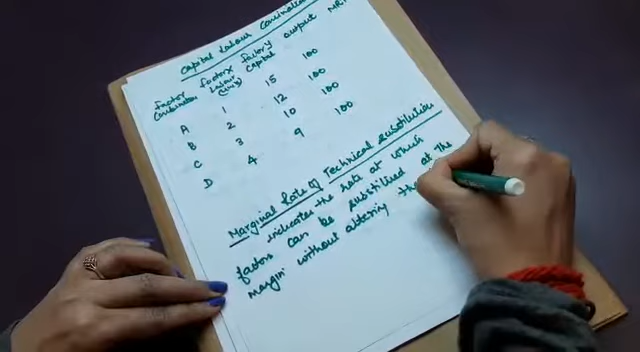 Capital Labour Combination
factor combination factor x Labour (units) factor y Capital output MRT
A 1 15 100
B 2 12 100
C 3 10 100
D 4 9 100
Marginal Rate of Technical substitution
indicates the rate at which
factors can be substituted at the
margin without altering the